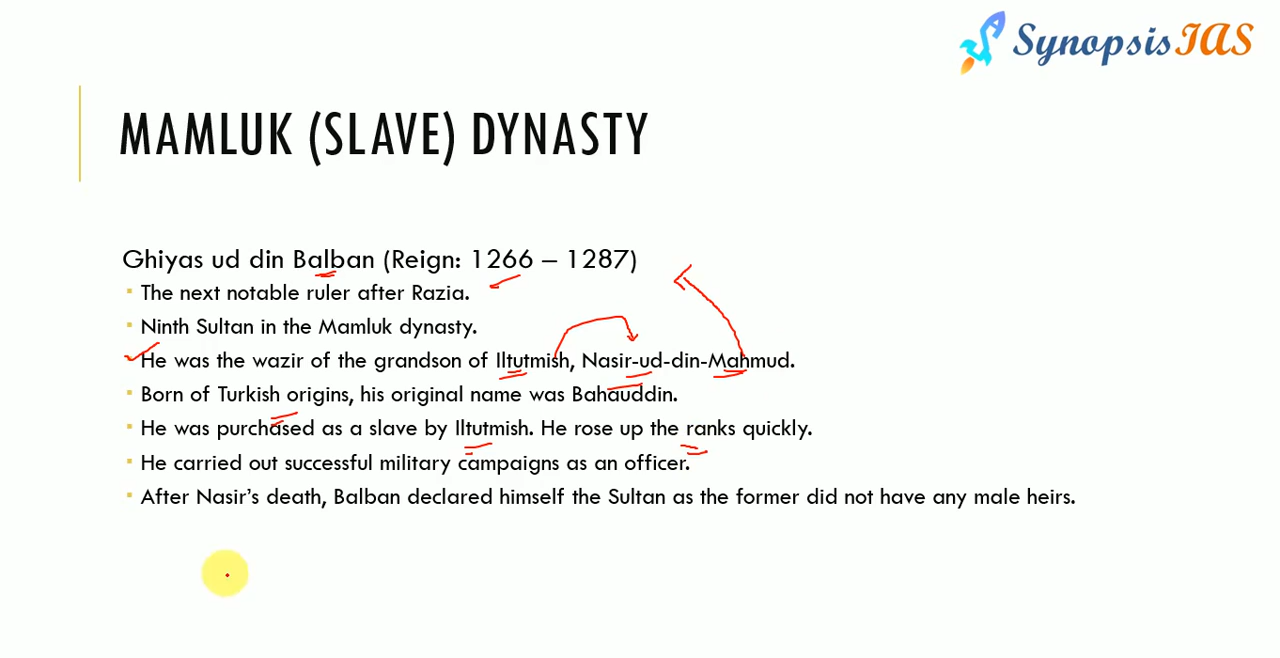 SynopsisIAS
MAMLUK (SLAVE) DYNASTY
Ghiyas ud din Balban (Reign: 1266 – 1287)
▪ The next notable ruler after Razia.
▪ Ninth Sultan in the Mamluk dynasty.
▪ He was the wazir of the grandson of Iltutmish, Nasir-ud-din-Mahmud.
▪ Born of Turkish origins, his original name was Bahauddin.
▪ He was purchased as a slave by Iltutmish. He rose up the ranks quickly.
▪ He carried out successful military campaigns as an officer.
▪ After Nasir’s death, Balban declared himself the Sultan as the former did not have any male heirs.